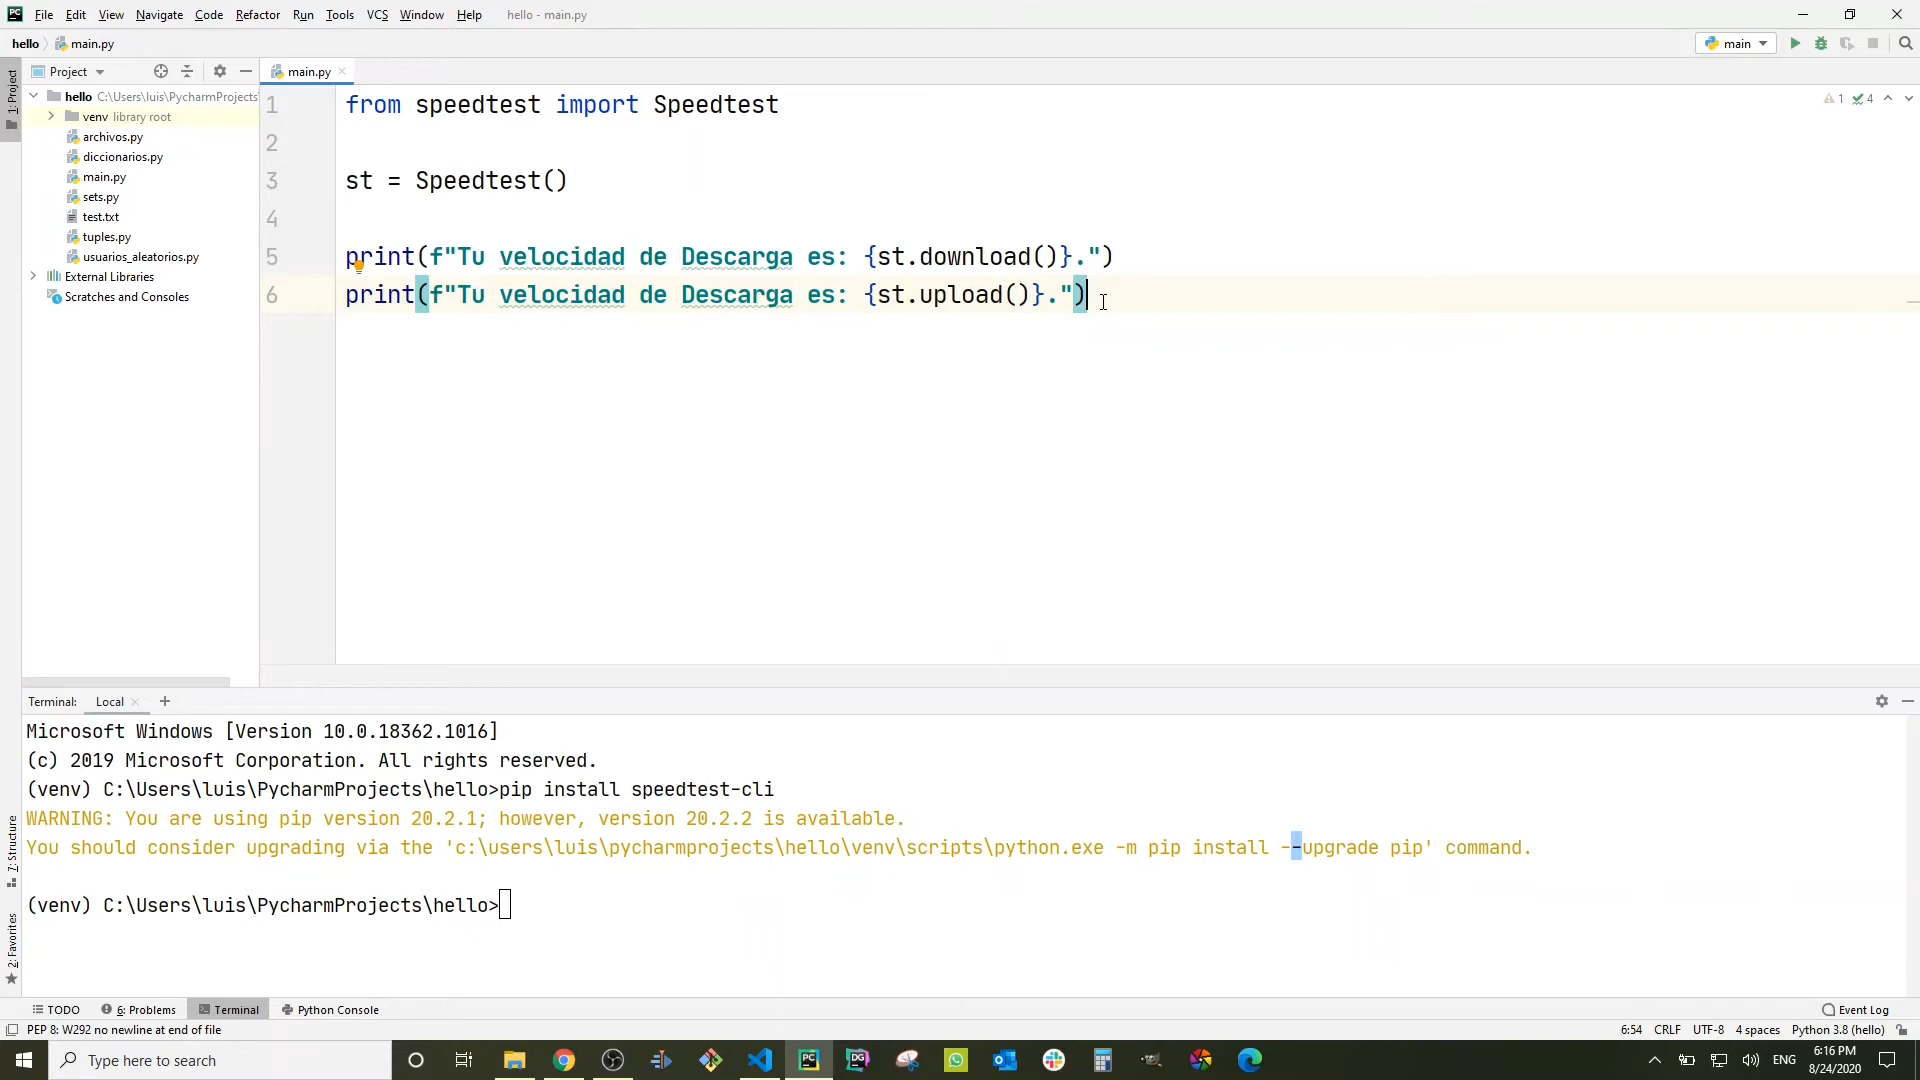 File Edit View Navigate Code Refactor Run Tools VCS Window Help hello - main.py
hello main.py main
1: Project
Project main.py
hello C:\Users\luis\PycharmProjects
venv library root
archivos.py
diccionarios.py
main.py
sets.py
test.txt
tuples.py
usuarios_aleatorios.py
External Libraries
Scratches and Consoles
1 from speedtest import Speedtest
2
3 st = Speedtest()
4
5 print(f"Tu velocidad de Descarga es: {st.download()}.")
6 print(f"Tu velocidad de Descarga es: {st.upload()}.")
1 4
Terminal: Local
Microsoft Windows [Version 10.0.18362.1016]
(c) 2019 Microsoft Corporation. All rights reserved.
(venv) C:\Users\luis\PycharmProjects\hello>pip install speedtest-cli
WARNING: You are using pip version 20.2.1; however, version 20.2.2 is available.
You should consider upgrading via the 'c:\users\luis\pycharmprojects\hello\venv\scripts\python.exe -m pip install --upgrade pip' command.
(venv) C:\Users\luis\PycharmProjects\hello>
7: Structure
2: Favorites
TODO 6: Problems Terminal Python Console Event Log
PEP 8: W292 no newline at end of file 6:54 CRLF UTF-8 4 spaces Python 3.8 (hello)
Type here to search ENG 6:16 PM
8/24/2020